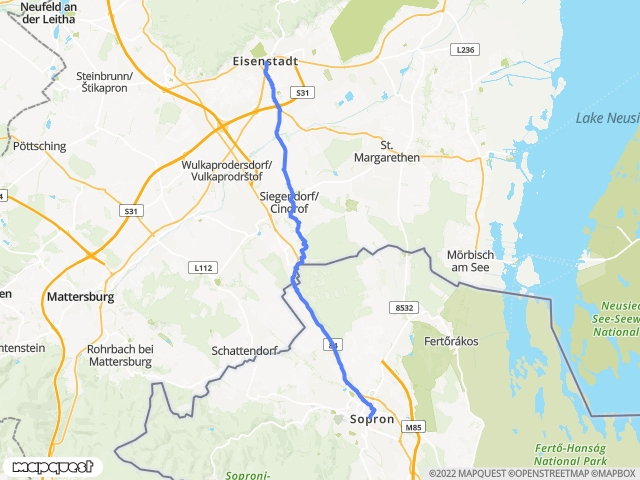 Neufeld an
der Leitha
Eisenstadt
L236
Steinbrunn/
Štikapron
S31
Lake Neusi
Pöttsching
St.
Margarethen
Wulkaprodersdorf/
Vulkaprodrštof
Siegendorf/
Cindrof
S31
Mörbisch
am See
L112
Mattersburg
8532
Neusied
See-Seew
National
Rohrbach bei
Mattersburg
Schattendorf
84
Fertőrákos
Sopron
M85
Fertő-Hanság
National Park
Soproni-
mapquest
©2022 MAPQUEST ©OPENSTREETMAP ©MAPBOX